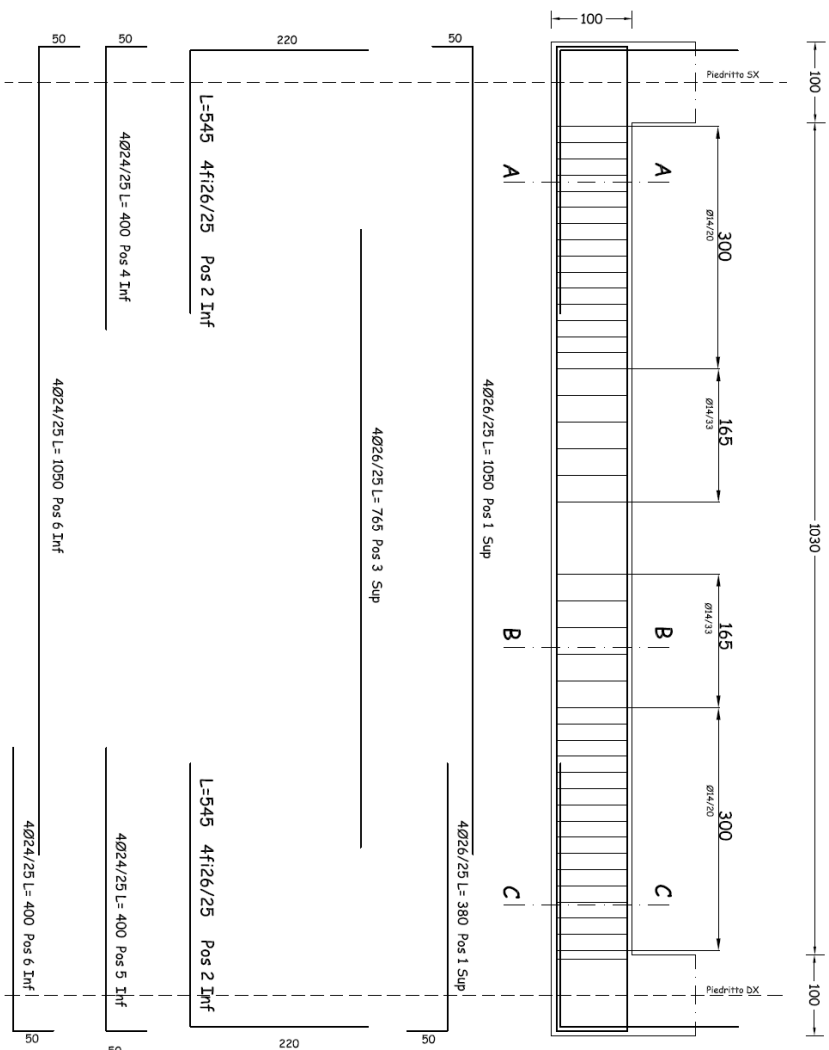 50
50
220
50
100
Piedritto SX
100
L=545 4fi26/25 Pos 2 Inf
4Ø24/25 L= 400 Pos 4 Inf
A
A
300
Ø14/20
4Ø24/25 L= 1050 Pos 6 Inf
4Ø26/25 L= 765 Pos 3 Sup
4Ø26/25 L= 1050 Pos 1 Sup
165
Ø14/33
1030
B
B
165
Ø14/33
300
Ø14/20
L=545 4fi26/25 Pos 2 Inf
4Ø24/25 L= 400 Pos 6 Inf
4Ø24/25 L= 400 Pos 5 Inf
4Ø26/25 L= 380 Pos 1 Sup
C
C
Piedritto DX
100
50
50
220
50